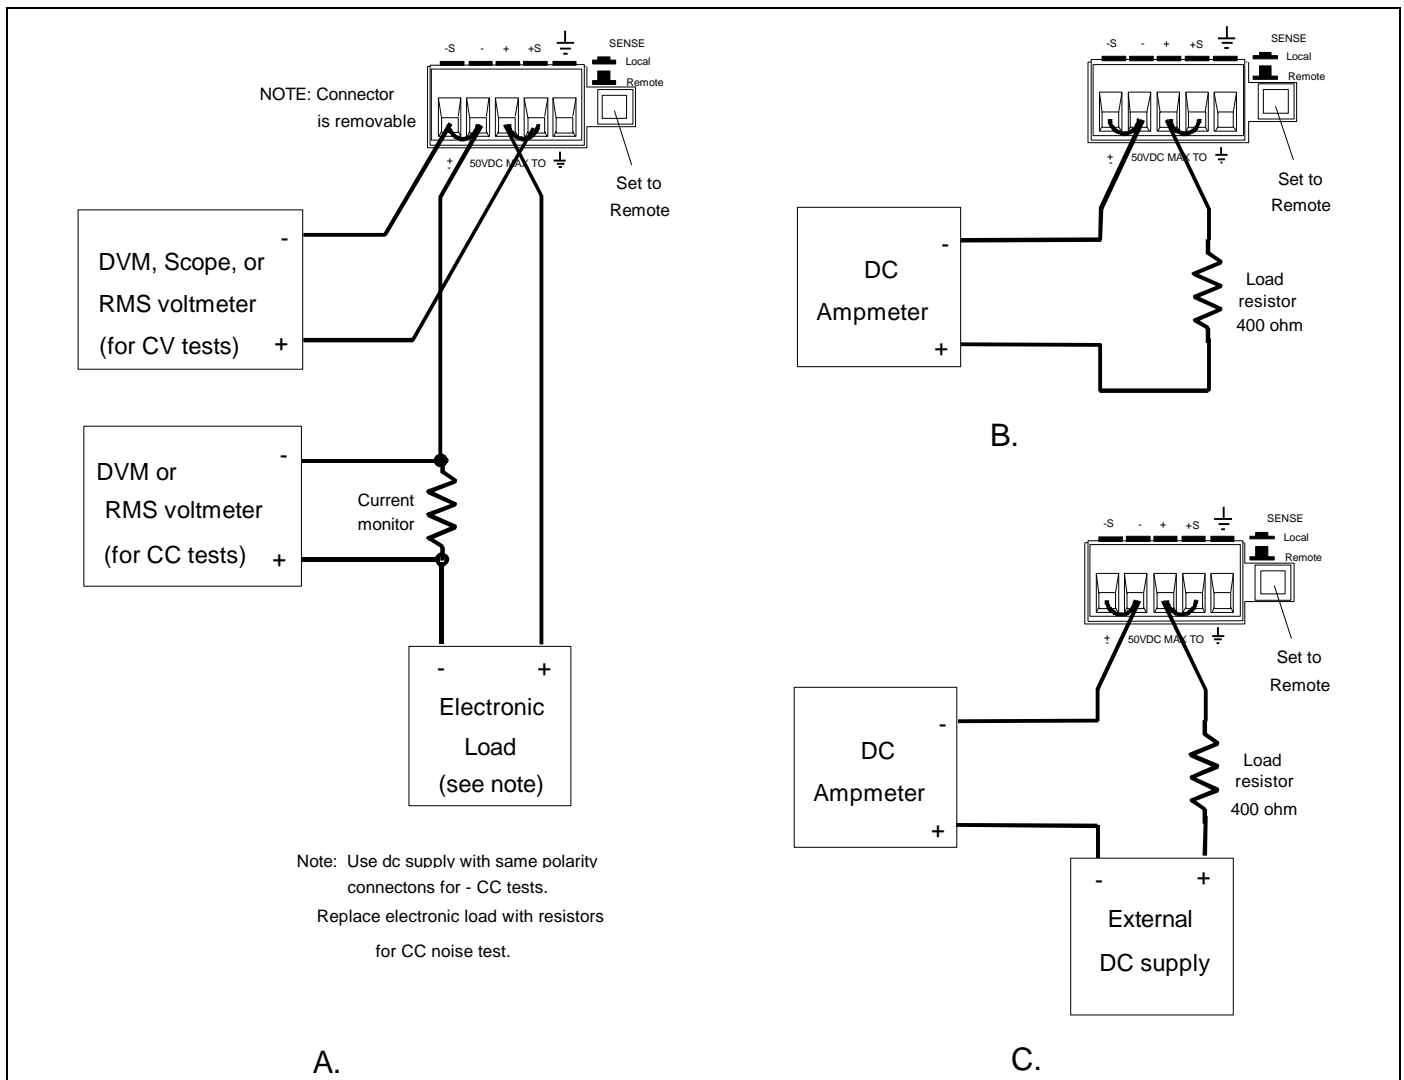 -S - + +S
SENSE
Local
Remote
NOTE: Connector
is removable
+
-
50VDC MAX TO
Set to
Remote
-
DVM, Scope, or
RMS voltmeter
(for CV tests) +
-
DVM or
RMS voltmeter
(for CC tests) +
Current
monitor
- +
Electronic
Load
(see note)
Note: Use dc supply with same polarity
connectons for - CC tests.
Replace electronic load with resistors
for CC noise test.
A.
-S - + +S
SENSE
Local
Remote
+
-
50VDC MAX TO
Set to
Remote
-
DC
Ampmeter
+
Load
resistor
400 ohm
B.
-S - + +S
SENSE
Local
Remote
+
-
50VDC MAX TO
Set to
Remote
-
DC
Ampmeter
+
Load
resistor
400 ohm
- +
External
DC supply
C.